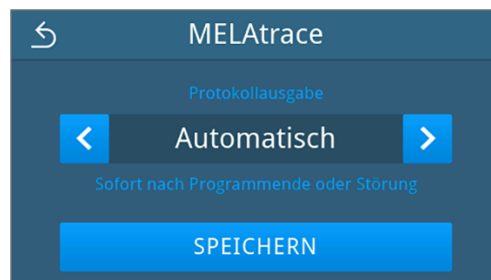 MELAtrace
Protokollausgabe
Automatisch
Sofort nach Programmende oder Störung
SPEICHERN